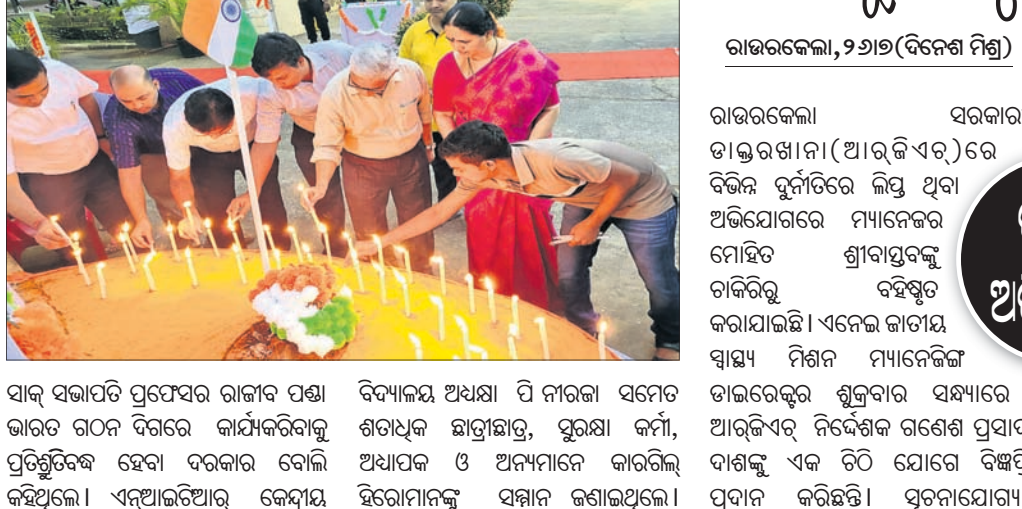 ସାକ୍ ସଭାପତି ପ୍ରଫେସର ରାଜୀବ ପଣ୍ଡା
ଭାରତ ଗଠନ ଦିଗରେ କାର୍ଯ୍ୟକରିବାକୁ
ପ୍ରତିଶ୍ରୁତିବଦ୍ଧ ହେବା ଦରକାର ବୋଲି
କହିଥିଲେ। ଏନ୍‌ଆଇଟିଆର୍ କେନ୍ଦ୍ରୀୟ
ବିଦ୍ୟାଳୟ ଅଧ୍ୟକ୍ଷା ପି ନୀରଜା ସମେତ
ଶତାଧିକ ଛାତ୍ରୀଛାତ୍ର, ସୁରକ୍ଷା କର୍ମୀ,
ଅଧ୍ୟାପକ ଓ ଅନ୍ୟମାନେ କାରଗିଲ୍
ହିରୋମାନଙ୍କୁ ସମ୍ମାନ ଜଣାଇଥିଲେ।
ରାଉରକେଲା,୨୬।୭(ଦିନେଶ ମିଶ୍ର)
ରାଉରକେଲା ସରକାର
ଡାକ୍ତରଖାନା(ଆର୍‌ଜିଏଚ୍)ରେ
ବିଭିନ୍ନ ଦୁର୍ନୀତିରେ ଲିପ୍ତ ଥିବା
ଅଭିଯୋଗରେ ମ୍ୟାନେଜର
ମୋହିତ ଶ୍ରୀବାସ୍ତବଙ୍କୁ
ଚାକିରିରୁ ବହିଷ୍କୃତ
କରାଯାଇଛି। ଏନେଇ ଜାତୀୟ
ସ୍ୱାସ୍ଥ୍ୟ ମିଶନ ମ୍ୟାନେଜିଙ୍ଗ
ଡାଇରେକ୍ଟର ଶୁକ୍ରବାର ସନ୍ଧ୍ୟାରେ
ଆର୍‌ଜିଏଚ୍ ନିର୍ଦ୍ଦେଶକ ଗଣେଶ ପ୍ରସାଦ
ଦାଶଙ୍କୁ ଏକ ଚିଠି ଯୋଗେ
ପ୍ରଦାନ କରିଛନ୍ତି। ସୂଚନାଯୋଗ୍ୟ